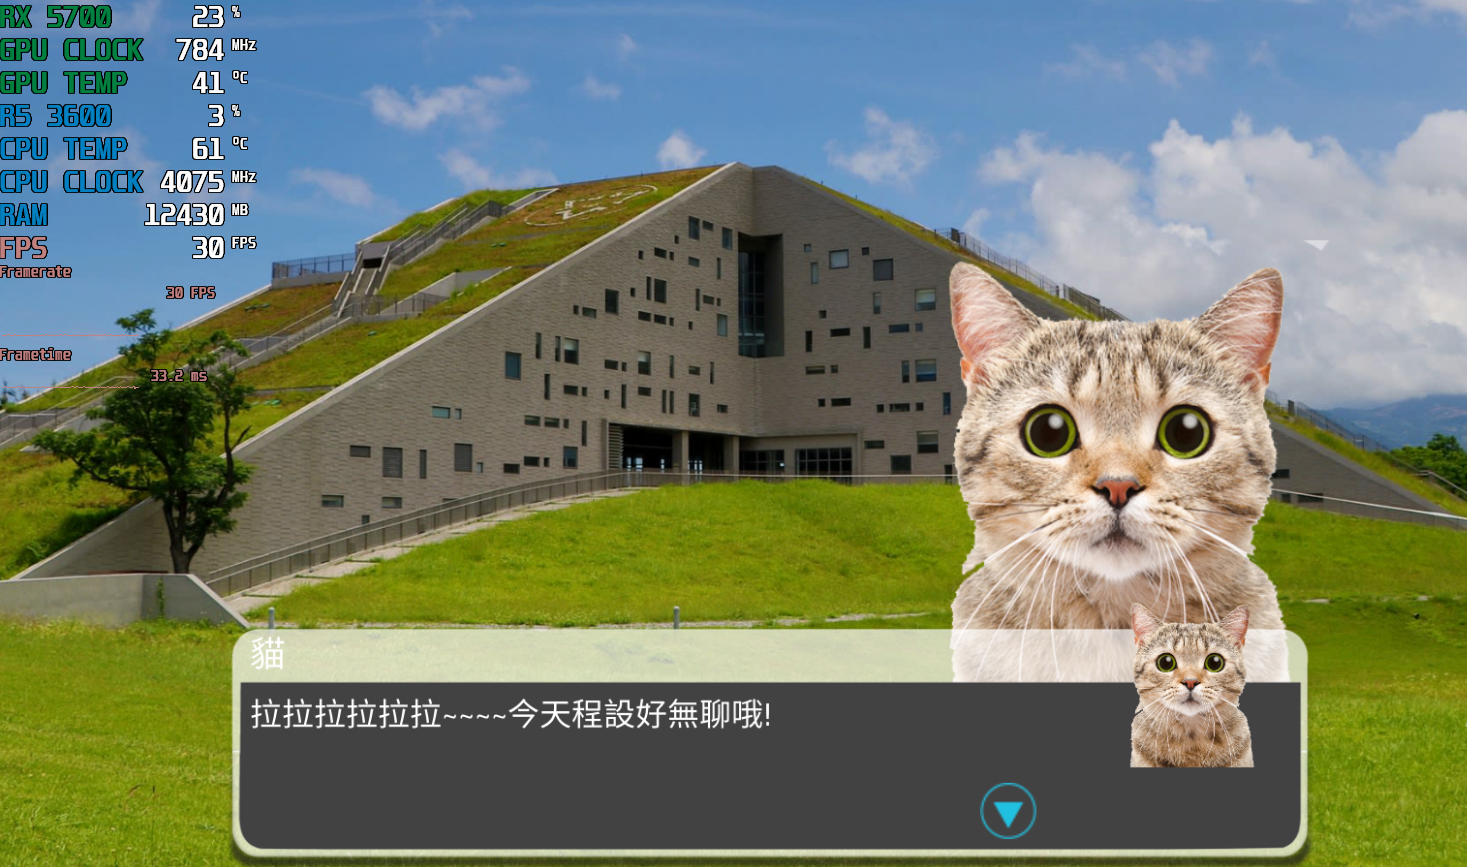 RX 5700 23 %
GPU CLOCK 784 MHz
GPU TEMP 41 °C
R5 3600 3 %
CPU TEMP 61 °C
CPU CLOCK 4075 MHz
RAM 12430 MB
FPS 30 FPS
Framerate
30 FPS
Frametime
33.2 ms
貓
拉拉拉拉拉拉~~~~今天程設好無聊哦!